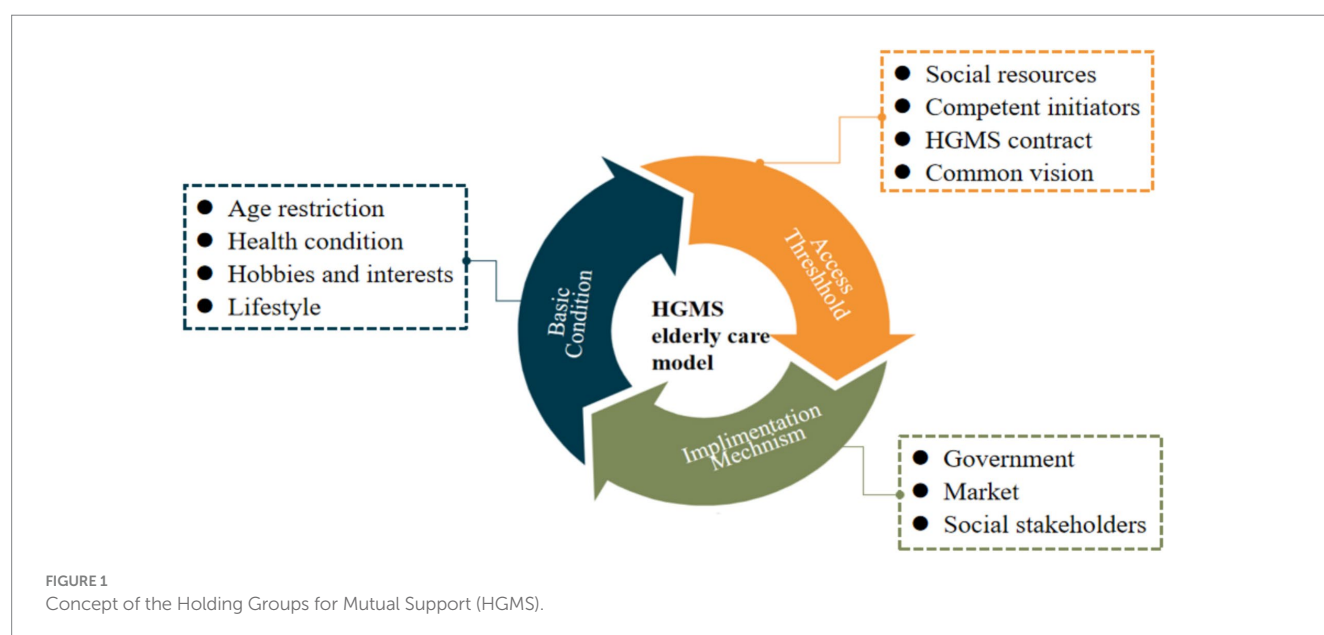 ● Social resources
● Competent initiators
● HGMS contract
● Common vision
● Age restriction
● Health condition
● Hobbies and interests
● Lifestyle
Basic
Condition
Access
Threshhold
HGMS
elderly care
model
Implimentation
Mechnism
● Government
● Market
● Social stakeholders
FIGURE 1
Concept of the Holding Groups for Mutual Support (HGMS).